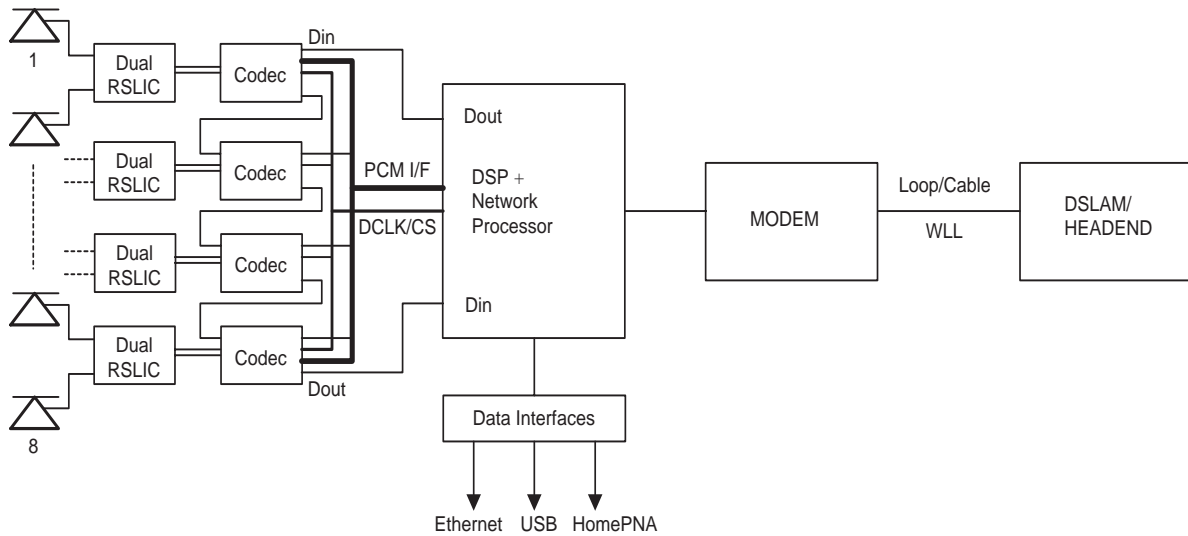 Din
Dual
RSLIC
Codec
1
Dout
Dual
RSLIC
Codec
PCM I/F
DSP +
Network
Processor
Loop/Cable
MODEM
DSLAM/
HEADEND
DCLK/CS
WLL
Dual
RSLIC
Codec
Din
Dual
RSLIC
Codec
Dout
8
Data Interfaces
Ethernet
USB
HomePNA